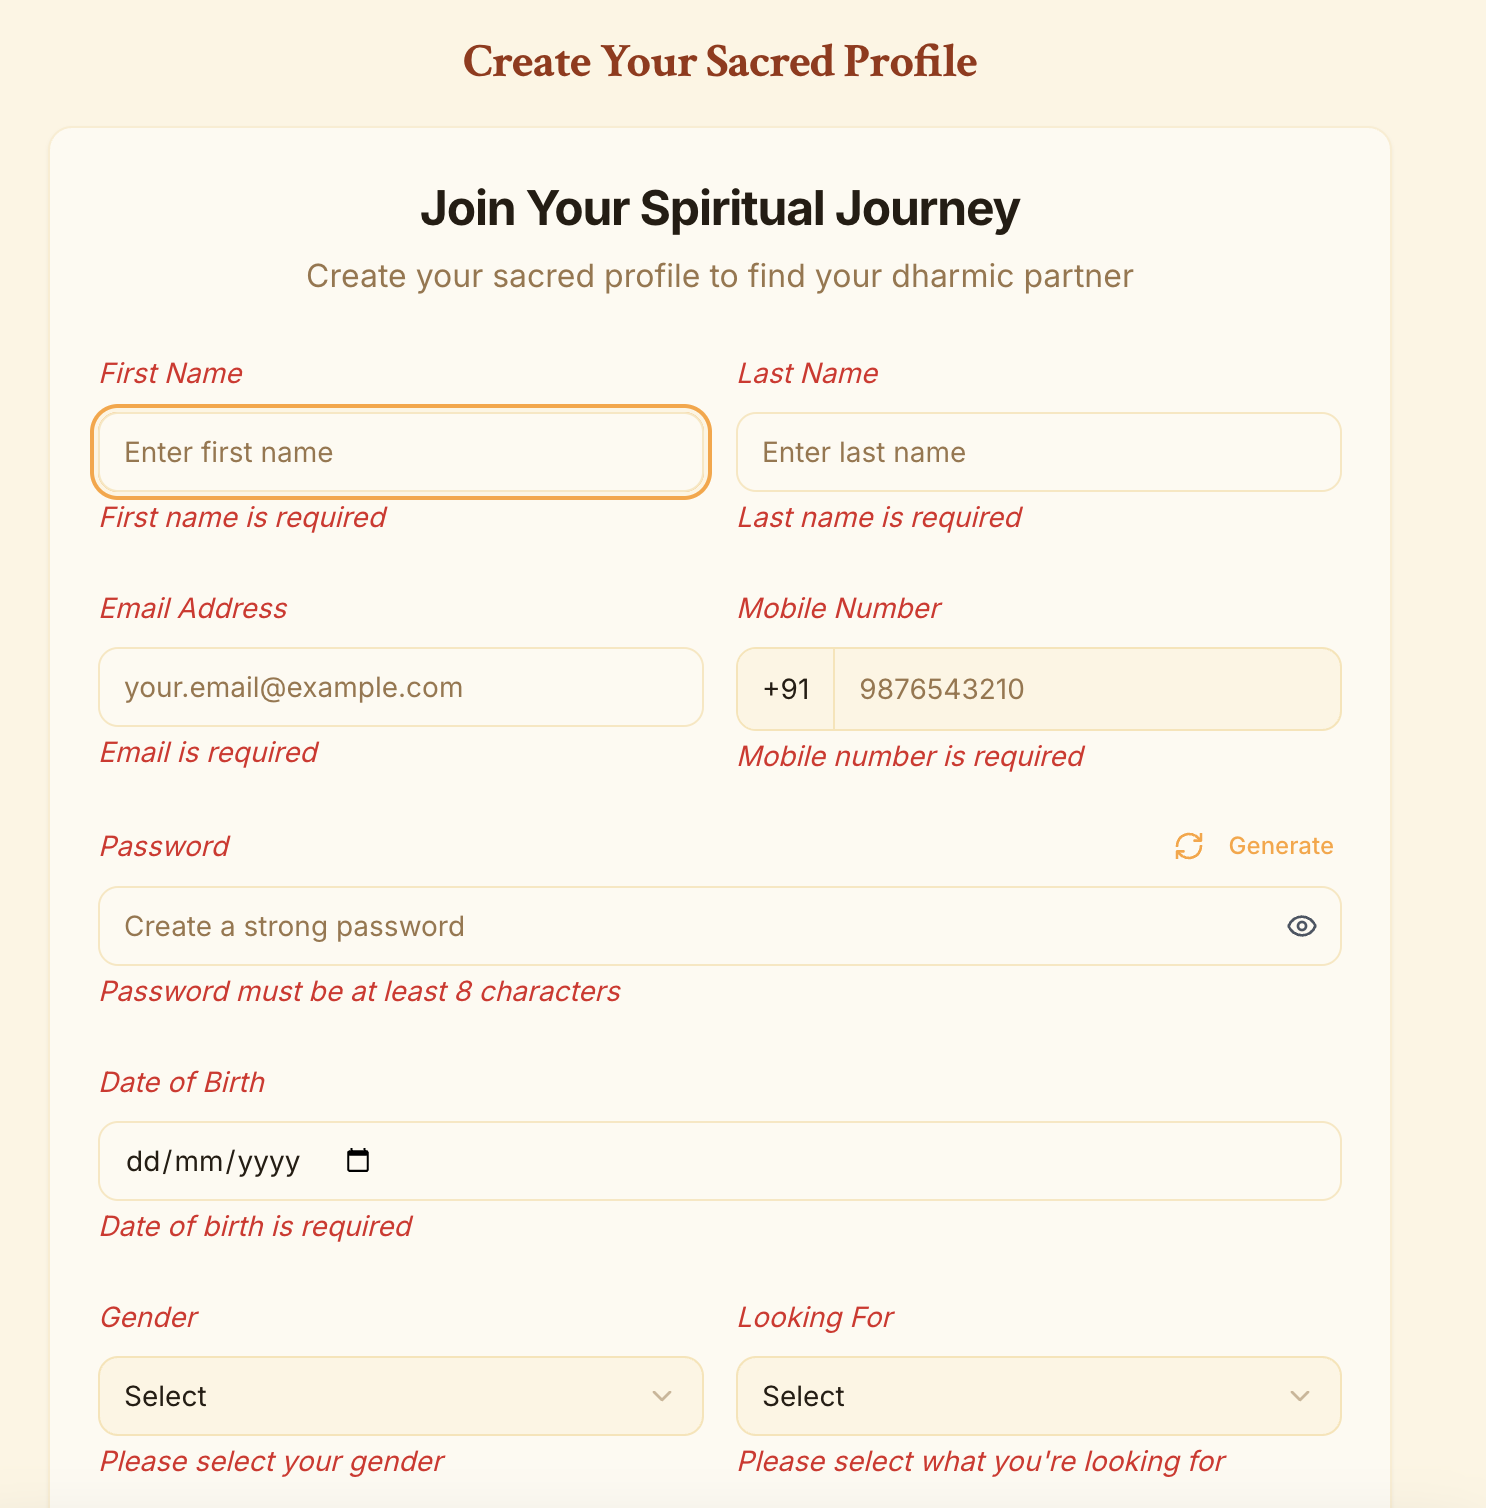 Create Your Sacred Profile
Join Your Spiritual Journey
Create your sacred profile to find your dharmic partner
First Name
Last Name
Enter first name
Enter last name
First name is required
Last name is required
Email Address
Mobile Number
your.email@example.com
+91 9876543210
Email is required
Mobile number is required
Password
Generate
Create a strong password
Password must be at least 8 characters
Date of Birth
dd/mm/yyyy
Date of birth is required
Gender
Looking For
Select
Select
Please select your gender
Please select what you're looking for